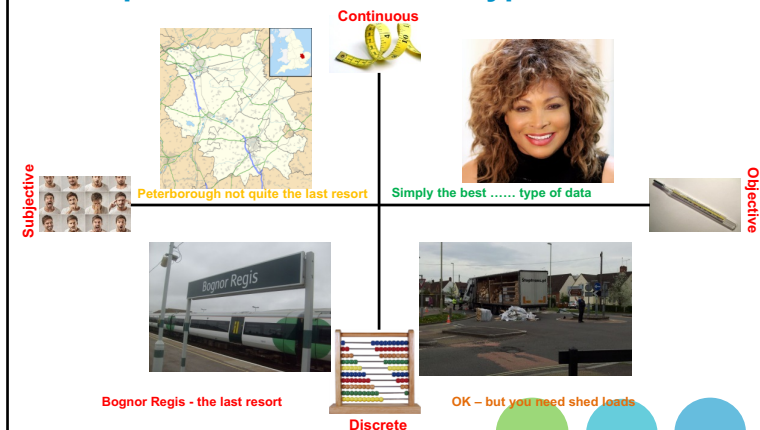 Continuous
Subjective
Objective
Peterborough not quite the last resort
Simply the best ...... type of data
Bognor Regis
Bognor Regis - the last resort
OK – but you need shed loads
Discrete